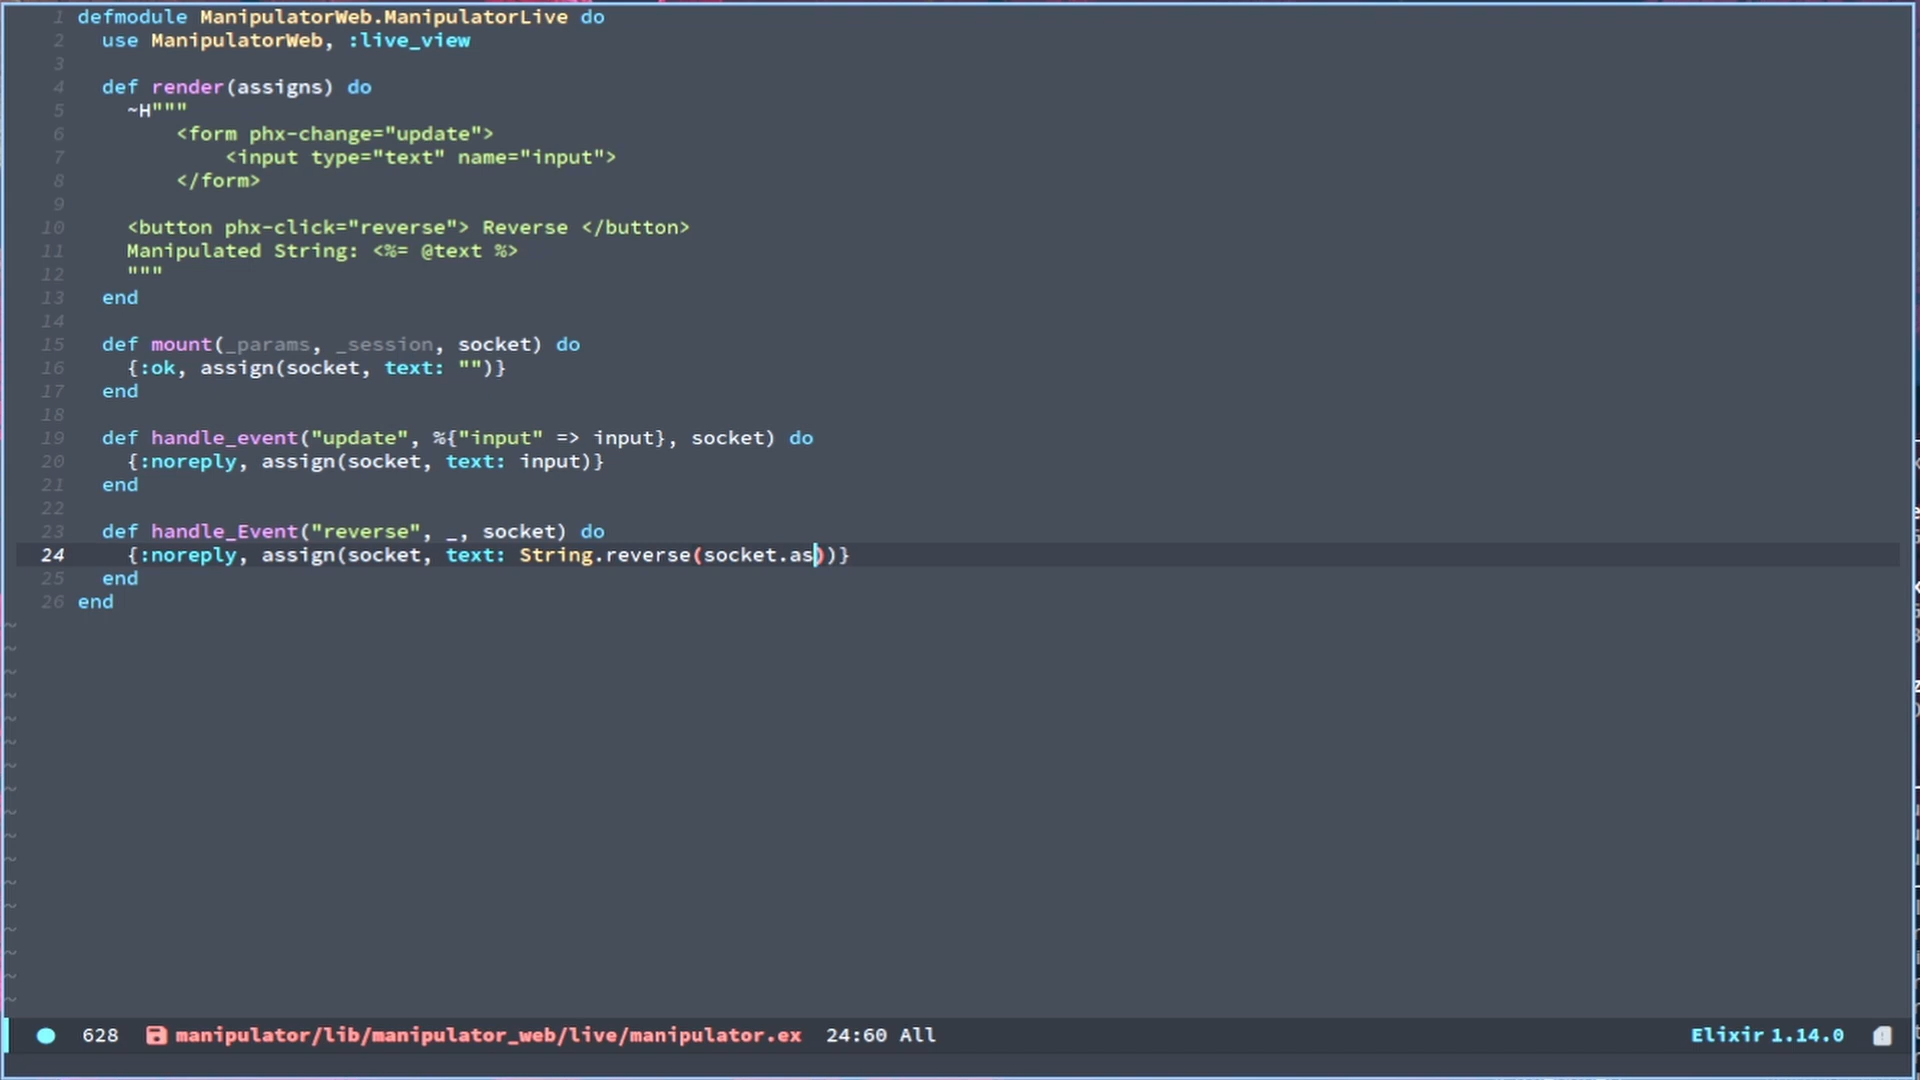 1 defmodule ManipulatorWeb.ManipulatorLive do
2   use ManipulatorWeb, :live_view
3
4   def render(assigns) do
5     ~H"""
6         <form phx-change="update">
7             <input type="text" name="input">
8         </form>
9
10     <button phx-click="reverse"> Reverse </button>
11     Manipulated String: <%= @text %>
12     """
13   end
14
15   def mount(_params, _session, socket) do
16     {:ok, assign(socket, text: "")}
17   end
18
19   def handle_event("update", %{"input" => input}, socket) do
20     {:noreply, assign(socket, text: input)}
21   end
22
23   def handle_Event("reverse", _, socket) do
24     {:noreply, assign(socket, text: String.reverse(socket.as))}
25   end
26 end
628 manipulator/lib/manipulator_web/live/manipulator.ex 24:60 All Elixir 1.14.0